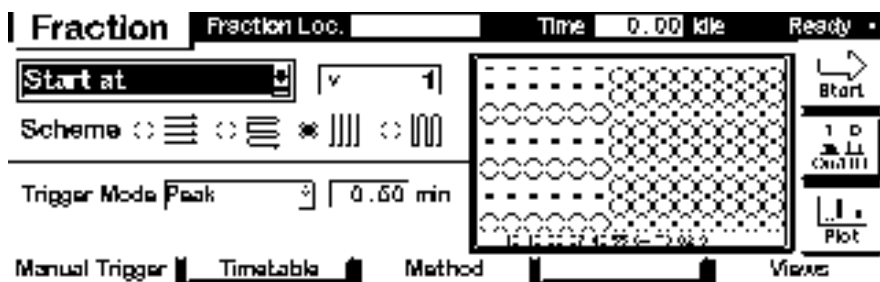 Fraction Fraction Loc. Time 0.00 Idle Ready
Start at v 1 Start
Scheme
Trigger Mode Peak 0.60 min Plot
Manual Trigger Timetable Method Views